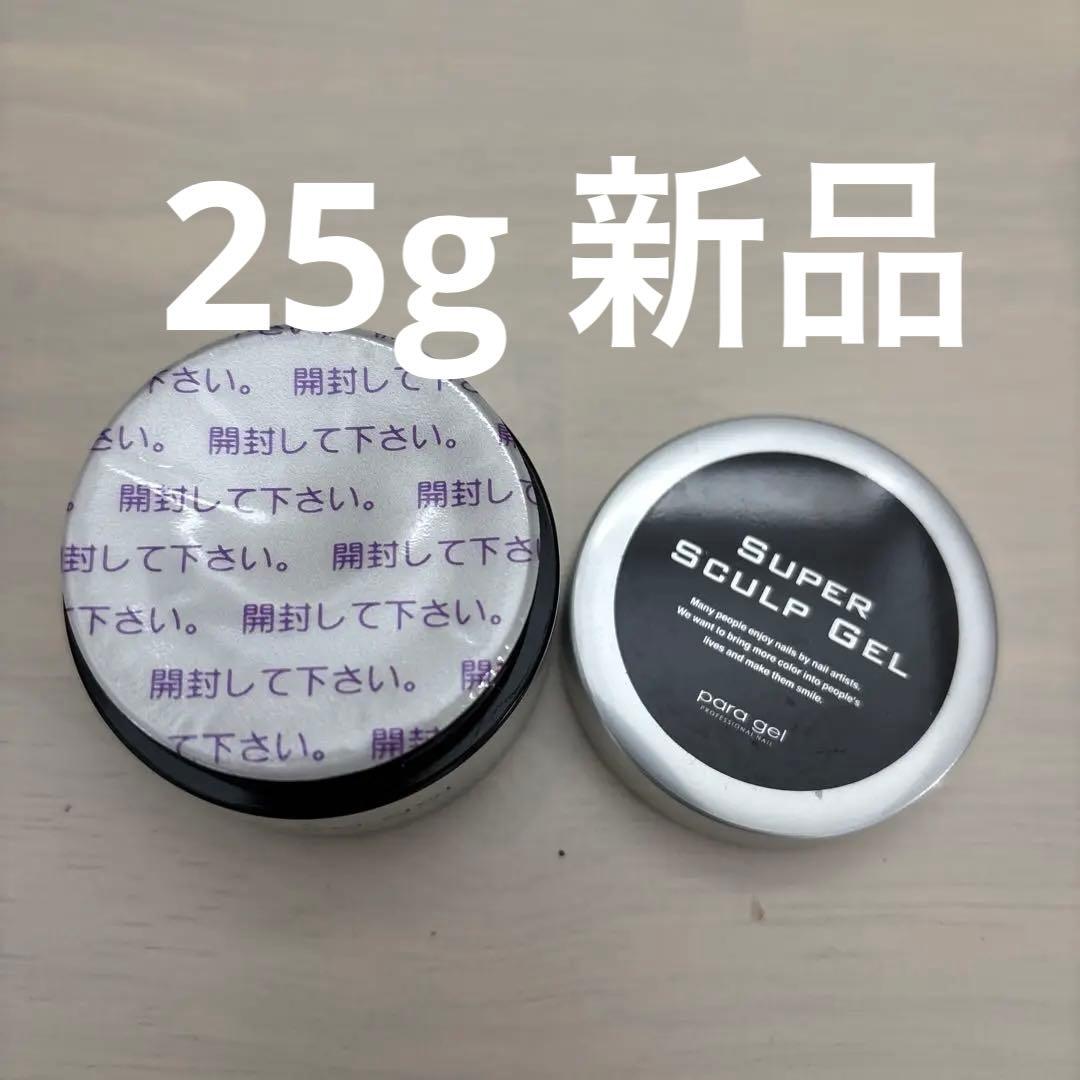 25g 新品
下さい。 開封して下さ
さい。 開封して下さい。 開
。 開封して下さい。 開封して
封して下さい。 開封して下さ
下さい。 開封して下さい。
開封して下さい。 開
て下さい。 開封
SUPER
SCULP GEL
Many people enjoy nails by nail artists.
We want to bring more color into people's
lives and make them smile.
para gel
PROFESSIONAL NAIL